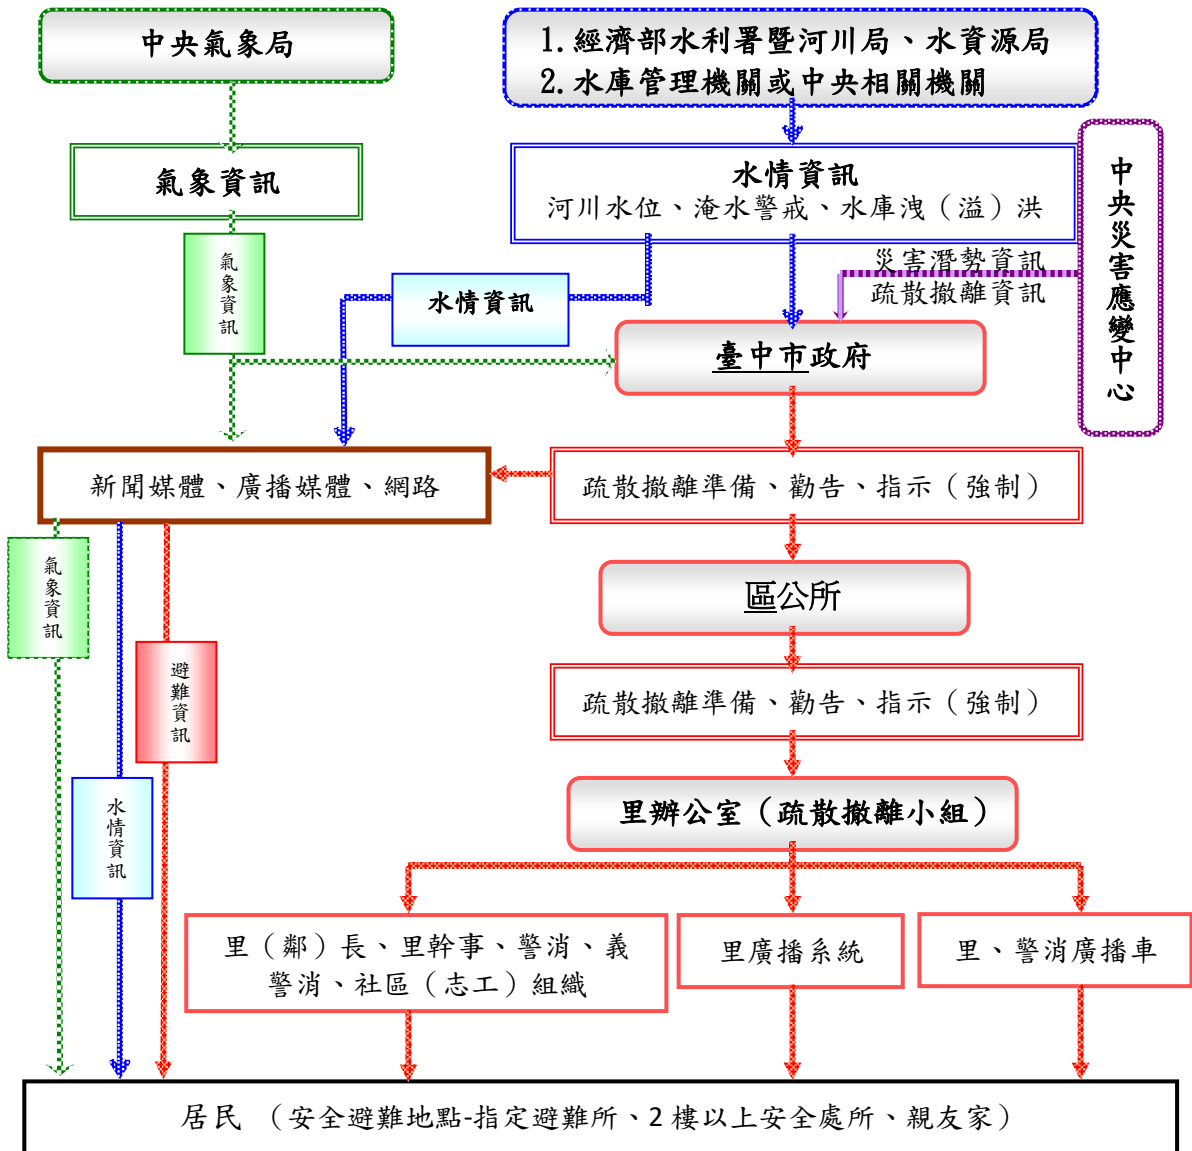 中央氣象局
1.經濟部水利署暨河川局、水資源局
2.水庫管理機關或中央相關機關
氣象資訊
水情資訊
河川水位、淹水警戒、水庫洩（溢）洪
中央災害應變中心
氣象資訊
水情資訊
災害潛勢資訊
疏散撤離資訊
臺中市政府
新聞媒體、廣播媒體、網路
疏散撤離準備、勸告、指示（強制）
氣象資訊
區公所
避難資訊
疏散撤離準備、勸告、指示（強制）
水情資訊
里辦公室（疏散撤離小組）
里（鄰）長、里幹事、警消、義
警消、社區（志工）組織
里廣播系統
里、警消廣播車
居民 （安全避難地點-指定避難所、2 樓以上安全處所、親友家）